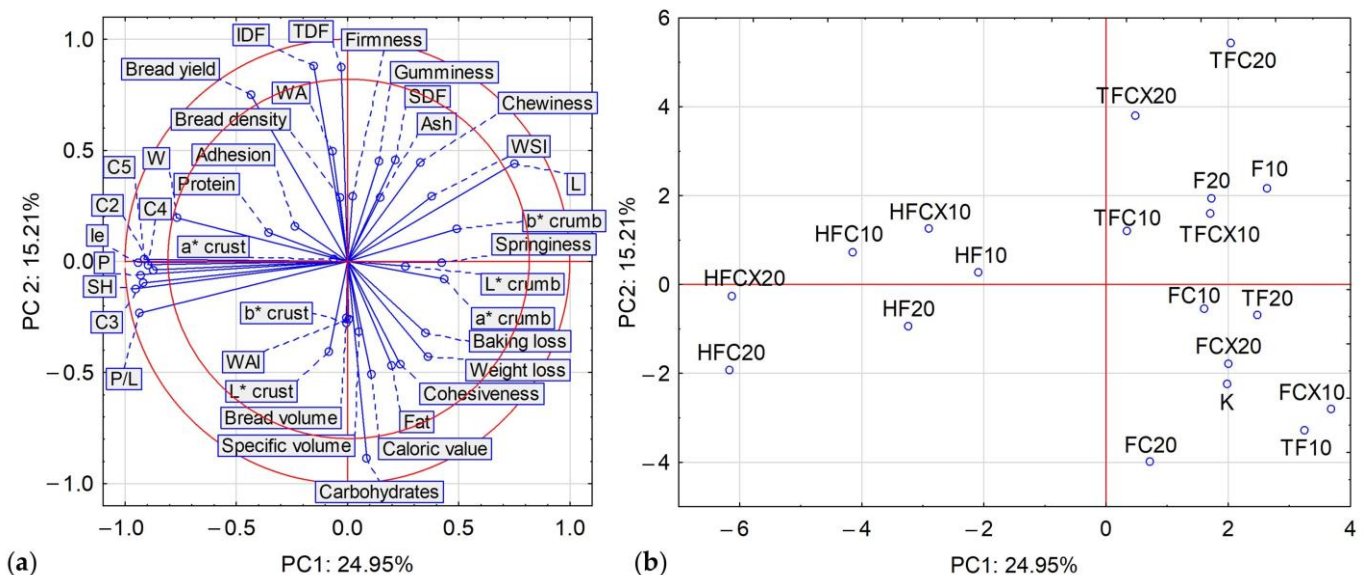 IDF
TDF
Firmness
Bread yield
Gumminess
WA
SDF
Chewiness
Bread density
Ash
WSI
C5
W
Adhesion
L
Protein
C2
C4
b* crumb
Ie
a* crust
Springiness
P
L* crumb
SH
b* crust
a* crumb
C3
Baking loss
WAI
Weight loss
P/L
L* crust
Cohesiveness
Bread volume
Fat
Specific volume
Caloric value
Carbohydrates
1.0
0.5
0.0
−0.5
−1.0
PC 2: 15.21%
−1.0
−0.5
0.0
0.5
1.0
(a)
PC1: 24.95%
6
4
2
0
−2
−4
PC2: 15.21%
TFC20
TFCX20
F10
F20
HFCX10
TFC10
HFC10
TFCX10
HF10
HFCX20
FC10
TF20
HF20
HFC20
FCX20
K
FCX10
TF10
FC20
−6
−4
−2
0
2
4
(b)
PC1: 24.95%